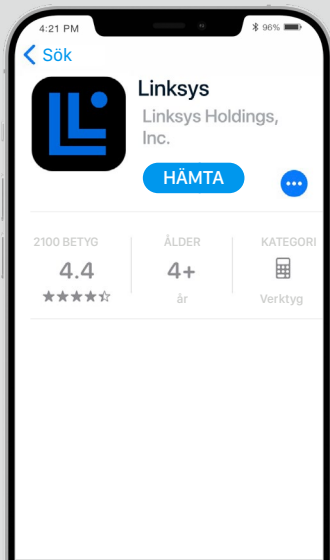 4:21 PM
96%
Sök
Linksys
Linksys Holdings,
Inc.
HÄMTA
2100 BETYG
ÅLDER
KATEGORI
4.4
4+
år
Verktyg